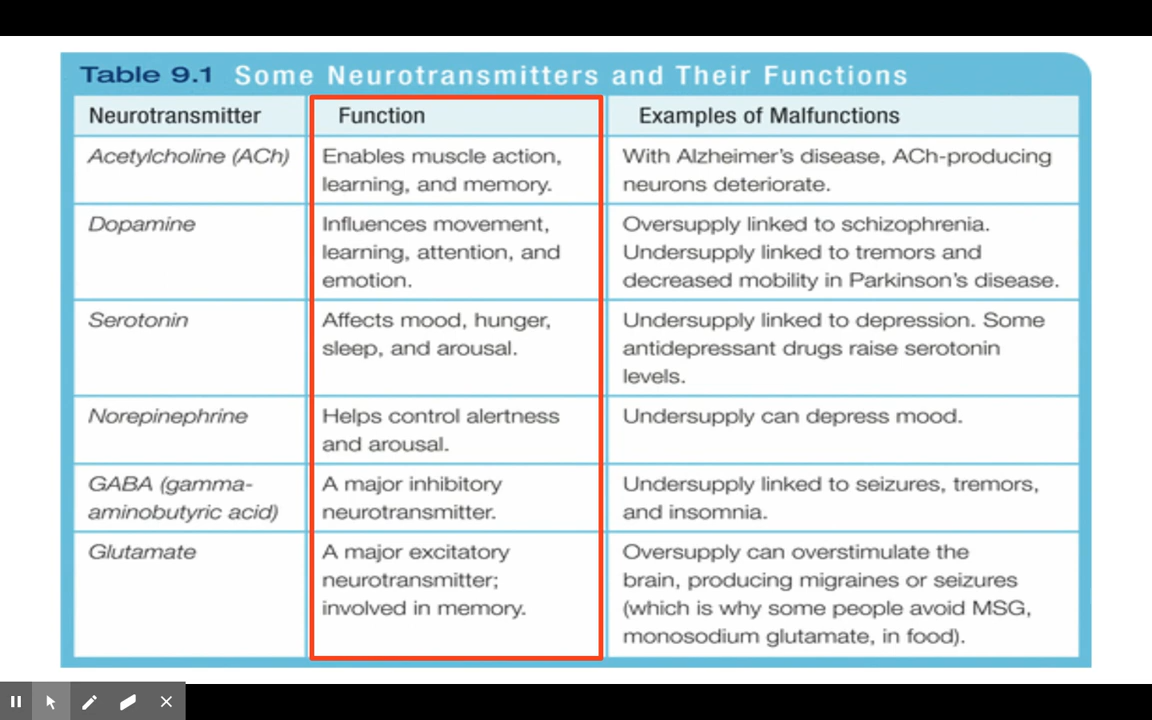 Table 9.1 Some Neurotransmitters and Their Functions
Neurotransmitter Function Examples of Malfunctions
Acetylcholine (ACh)
Enables muscle action,
learning, and memory.
With Alzheimer's disease, ACh-producing
neurons deteriorate.
Dopamine
Influences movement,
learning, attention, and
emotion.
Oversupply linked to schizophrenia.
Undersupply linked to tremors and
decreased mobility in Parkinson's disease.
Serotonin
Affects mood, hunger,
sleep, and arousal.
Undersupply linked to depression. Some
antidepressant drugs raise serotonin
levels.
Norepinephrine
Helps control alertness
and arousal.
Undersupply can depress mood.
GABA (gamma-
aminobutyric acid)
A major inhibitory
neurotransmitter.
Undersupply linked to seizures, tremors,
and insomnia.
Glutamate
A major excitatory
neurotransmitter;
involved in memory.
Oversupply can overstimulate the
brain, producing migraines or seizures
(which is why some people avoid MSG,
monosodium glutamate, in food).